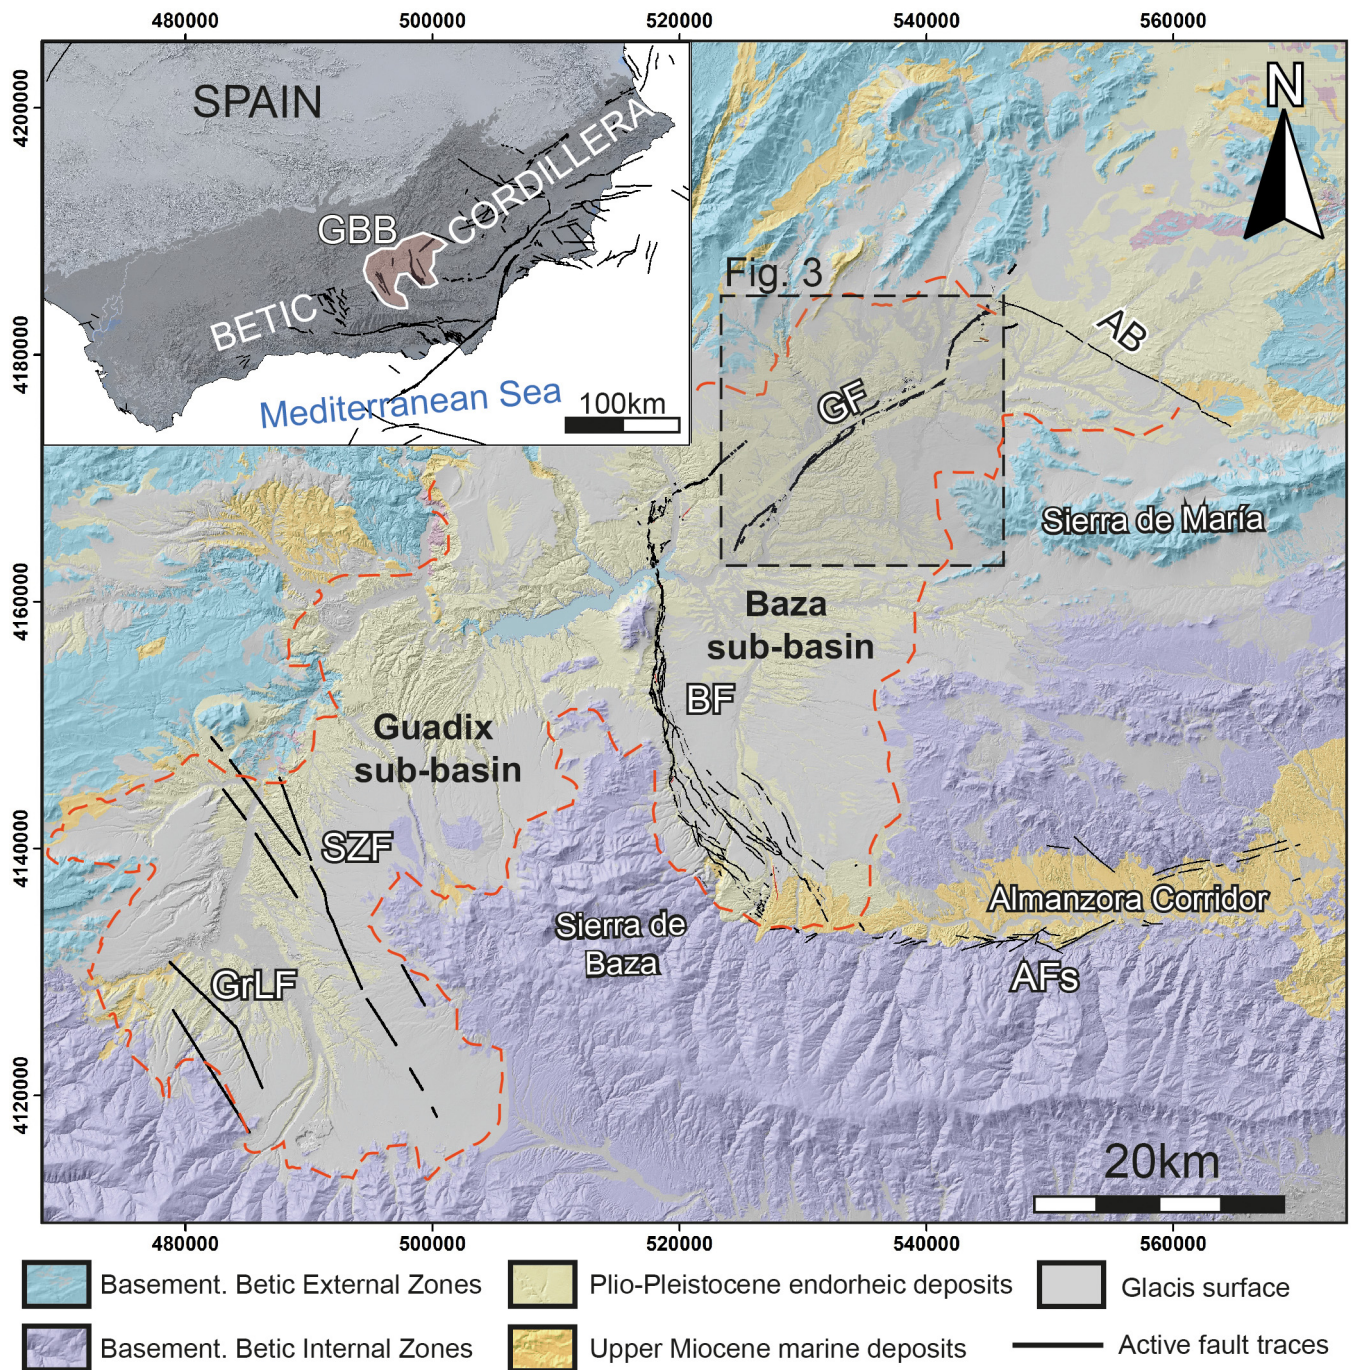 480000
500000
520000
540000
560000
4200000
4180000
4160000
4140000
4120000
SPAIN
BETIC
CORDILLERA
GBB
Mediterranean Sea
100km
N
Fig. 3
AB
GF
Sierra de María
Baza
sub-basin
BF
Guadix
sub-basin
SZF
GrLF
Sierra de
Baza
Almanzora Corridor
AFs
20km
480000
500000
520000
540000
560000
Basement. Betic External Zones
Plio-Pleistocene endorheic deposits
Glacis surface
Basement. Betic Internal Zones
Upper Miocene marine deposits
Active fault traces